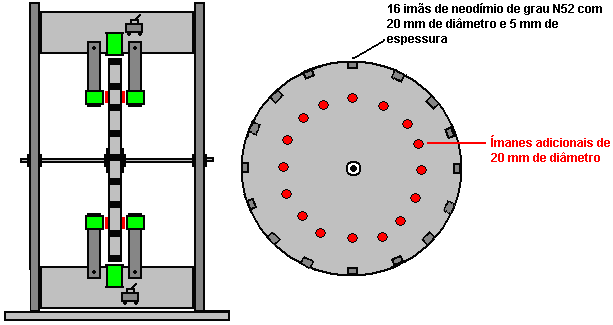 16 imãs de neodímio de grau N52 com
20 mm de diâmetro e 5 mm de
espessura
Ímanes adicionais de
20 mm de diâmetro